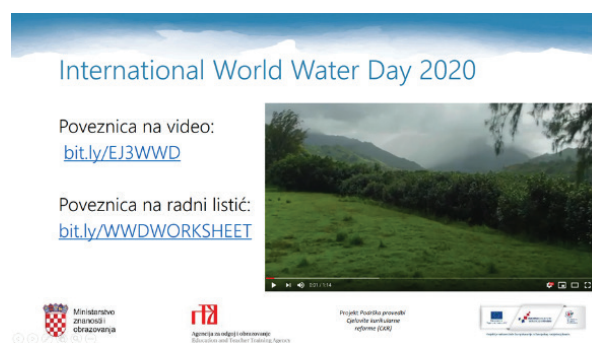 International World Water Day 2020
Poveznica na video:
bit.ly/EJ3WWD
Poveznica na radni listić:
bit.ly/WWDWORKSHEET
Ministarstvo
znanosti i
obrazovanja
Agencija za odgoj i obrazovanje
Education and Teacher Training Agency
Projekt Podrška provedbi
Cjelovite kurikularne
reforme (CKR)